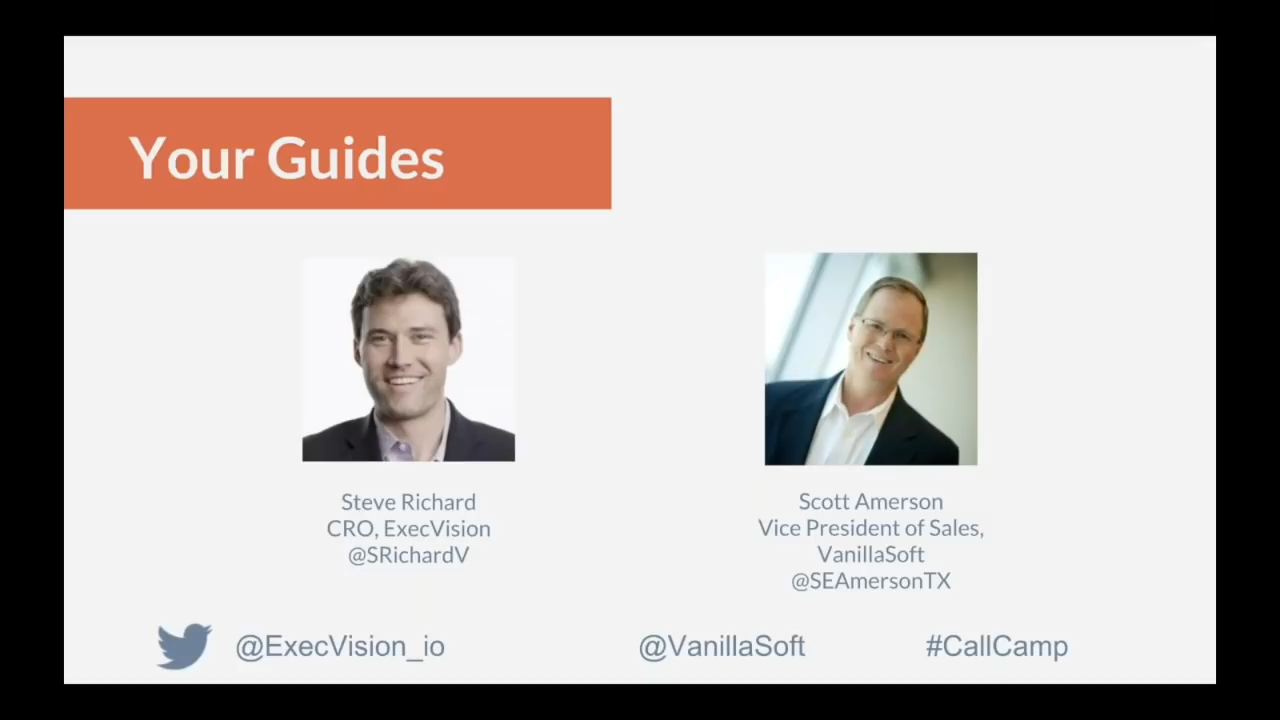 Your Guides
Steve Richard
CRO, ExecVision
@SRichardV
Scott Amerson
Vice President of Sales,
VanillaSoft
@SEAmersonTX
@ExecVision_io
@VanillaSoft
#CallCamp